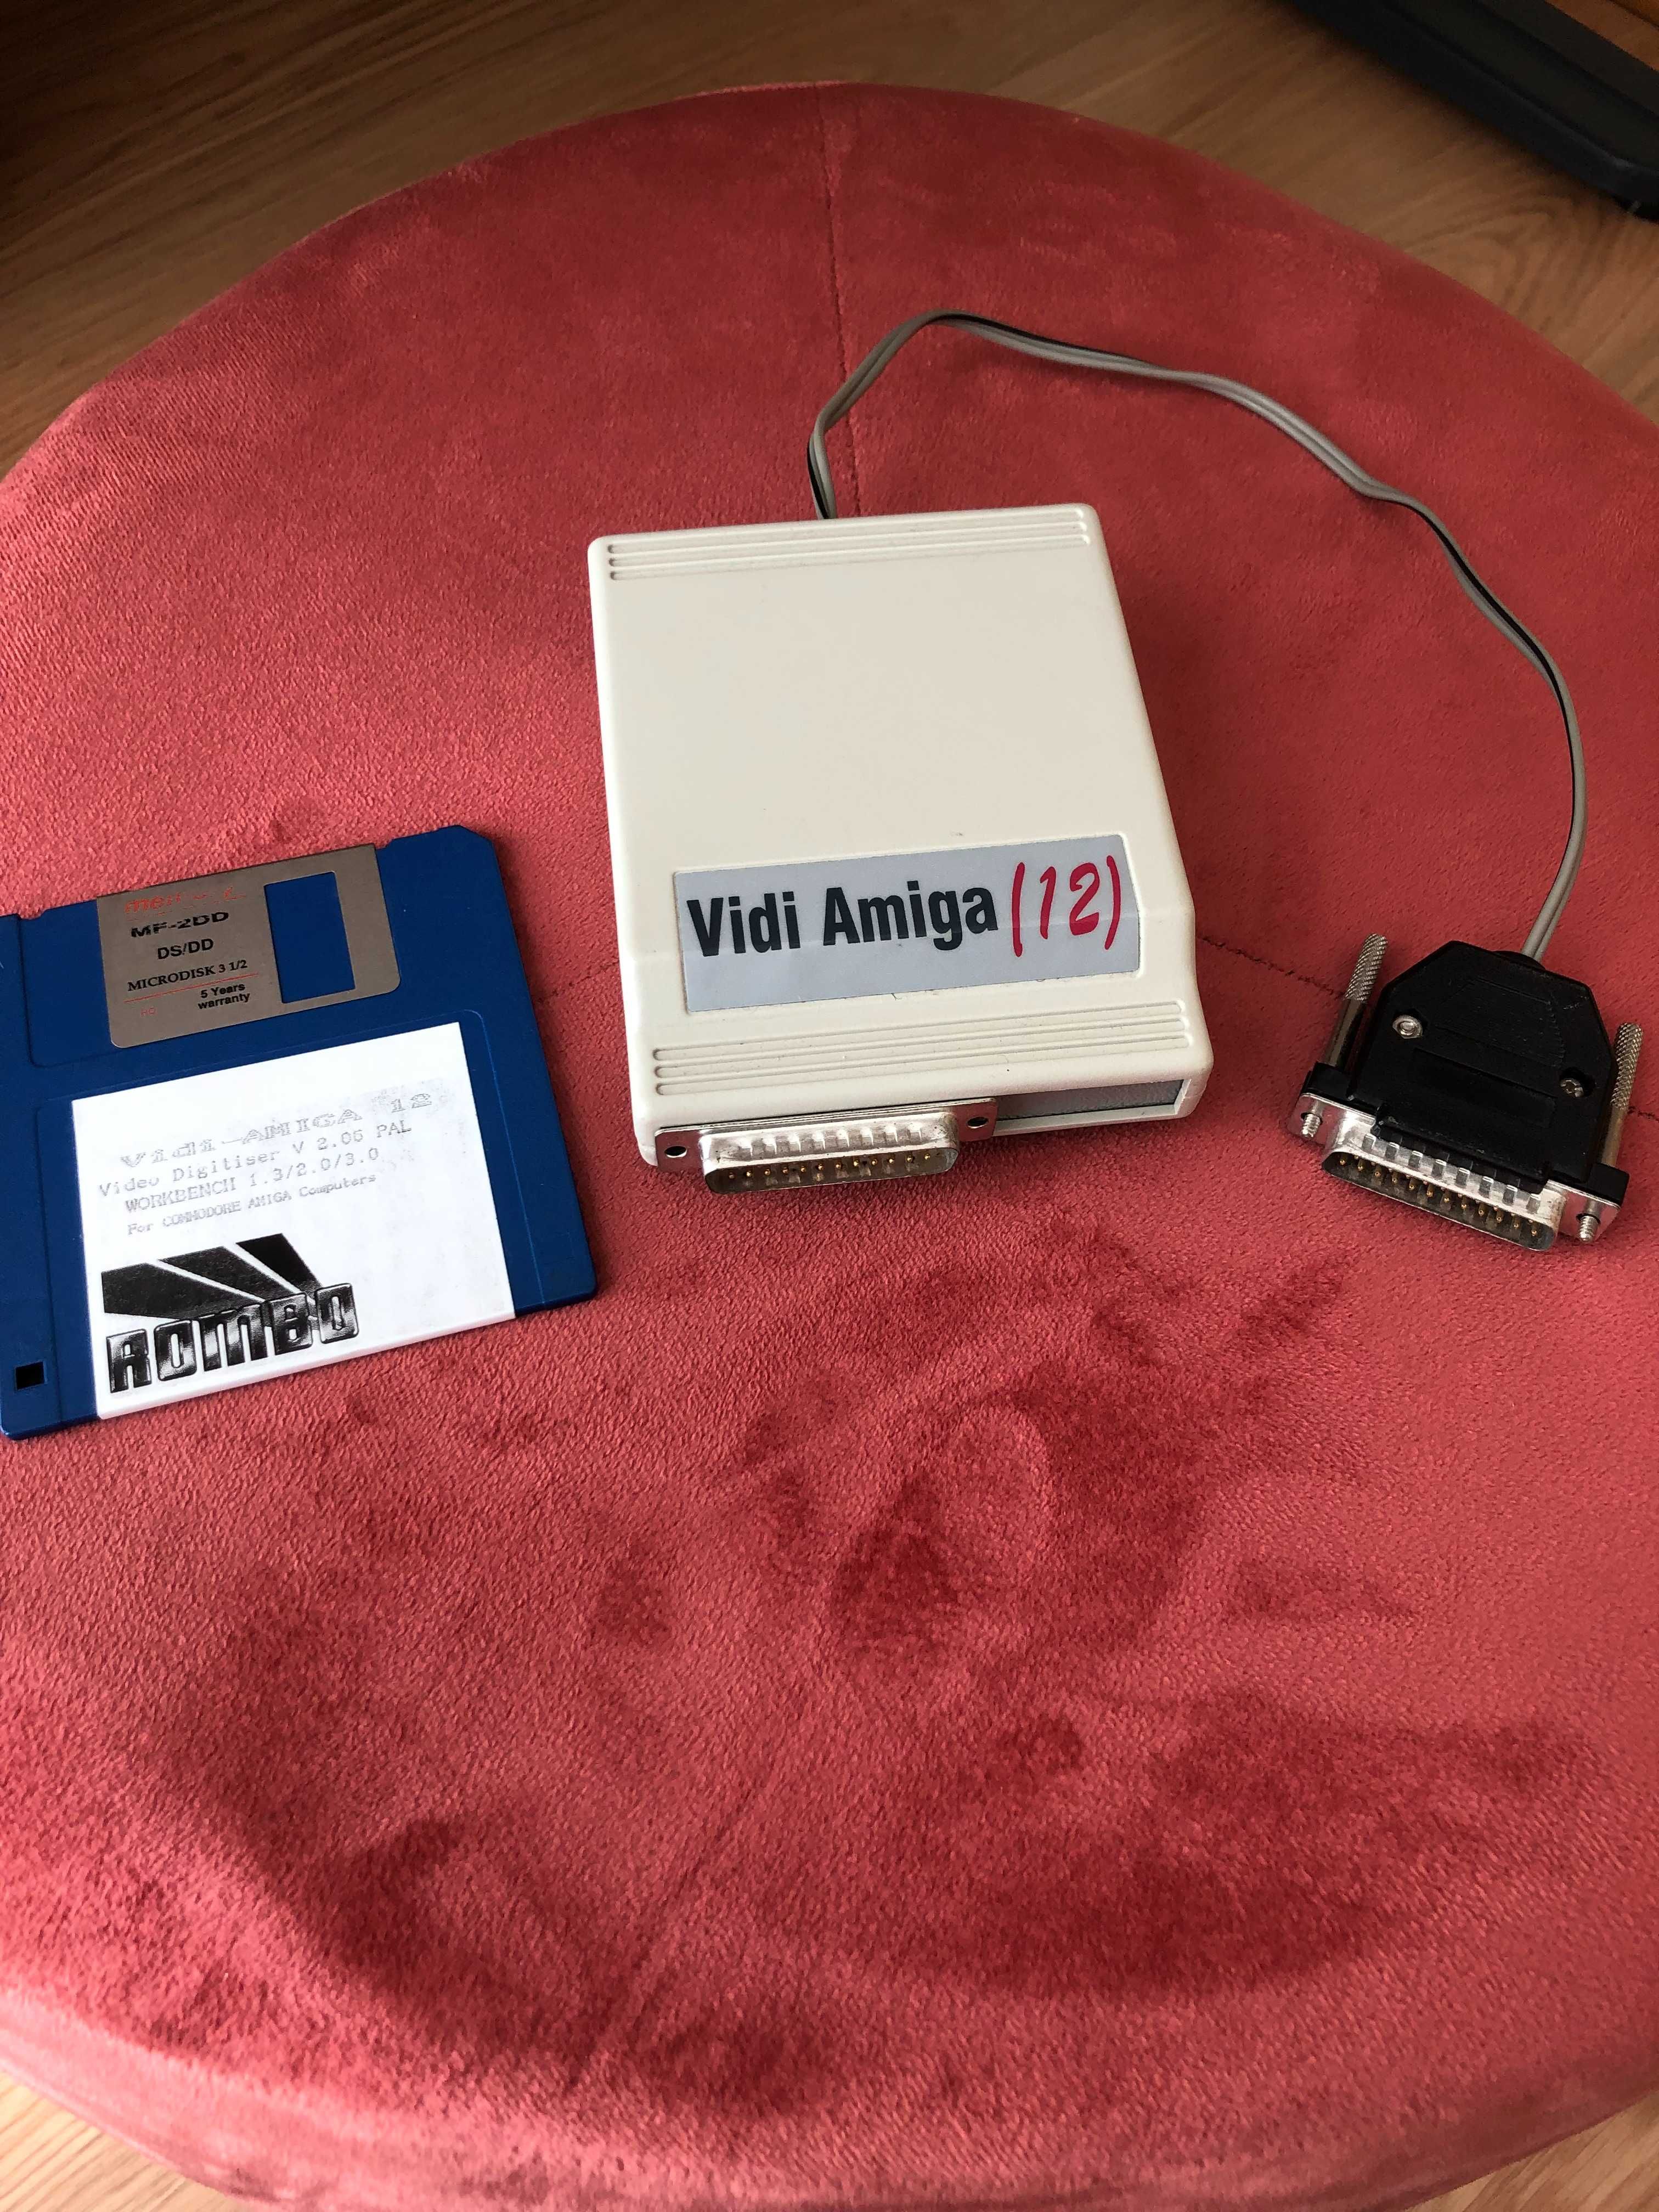 MF-2DD
DS/DD
MICRODISK 3 1/2
5 Years
warranty
HC
Vidi-AMIGA 12
Video Digitiser V 2.06 PAL
WORKBENCH 1.3/2.0/3.0
For COMMODORE AMIGA Computers
ROMBO
Vidi Amiga (12)